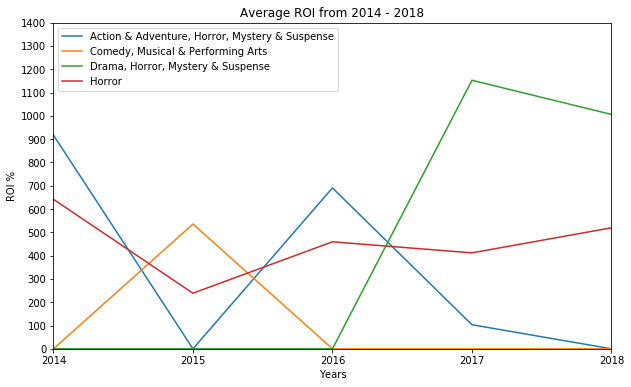 Average ROI from 2014 - 2018
1400
1300
1200
1100
1000
900
800
700
600
500
400
300
200
100
0
ROI %
Action & Adventure, Horror, Mystery & Suspense
Comedy, Musical & Performing Arts
Drama, Horror, Mystery & Suspense
Horror
2014 2015 2016 2017 2018
Years